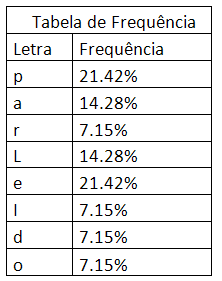 Tabela de Frequência
Letra Frequência
p 21.42%
a 14.28%
r 7.15%
L 14.28%
e 21.42%
I 7.15%
d 7.15%
o 7.15%